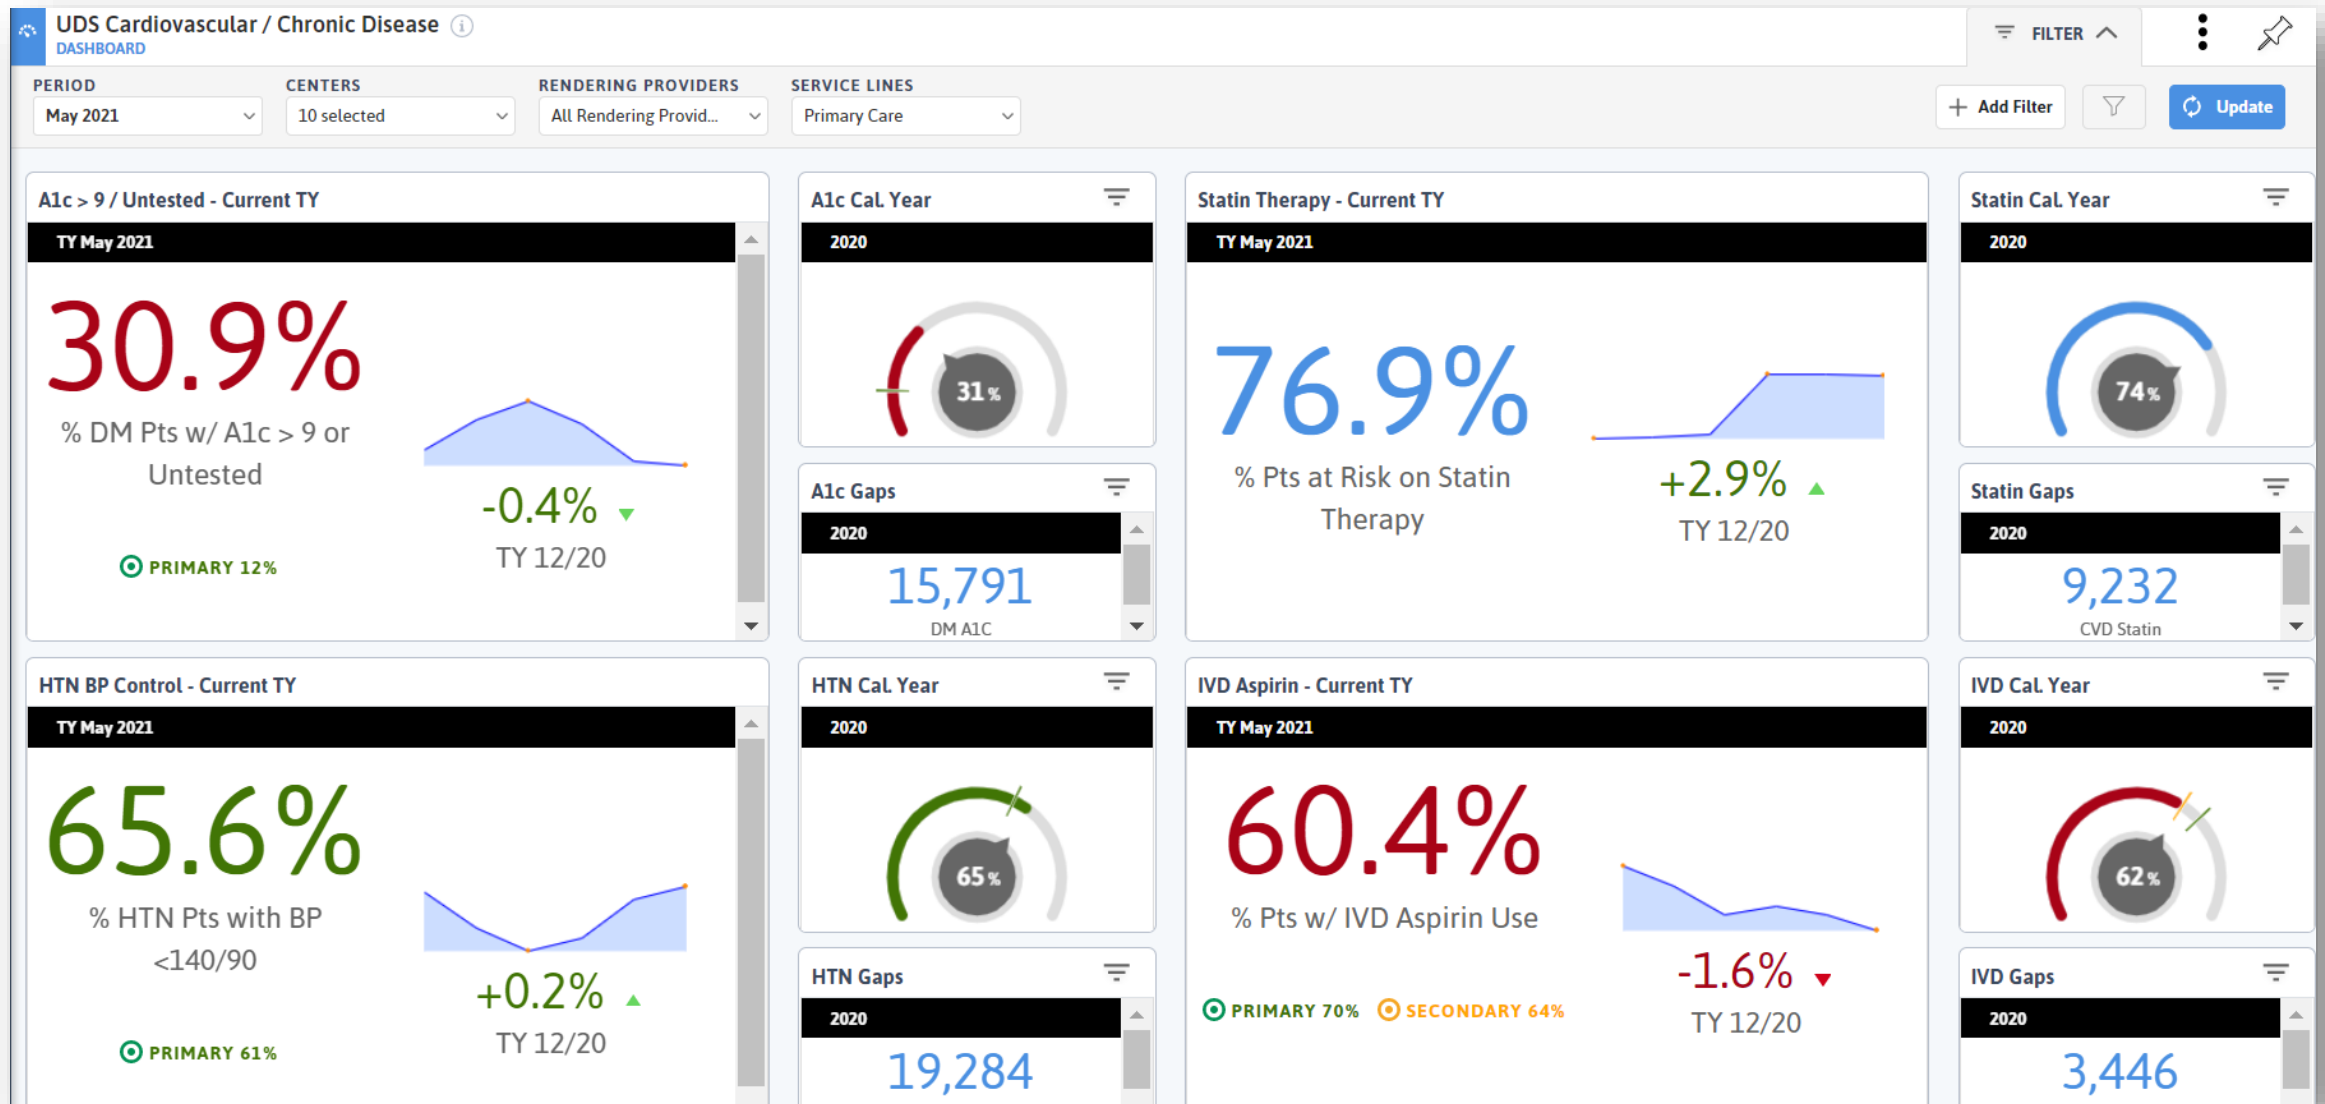 UDS Cardiovascular / Chronic Disease
DASHBOARD
FILTER
PERIOD
May 2021
CENTERS
10 selected
RENDERING PROVIDERS
All Rendering Provid...
SERVICE LINES
Primary Care
Add Filter
Update
A1c > 9 / Untested - Current TY
TY May 2021
30.9%
% DM Pts w/ A1c > 9 or
Untested
PRIMARY 12%
-0.4%
TY 12/20
A1c Cal. Year
2020
31%
A1c Gaps
2020
15,791
DM A1C
Statin Therapy - Current TY
TY May 2021
76.9%
% Pts at Risk on Statin
Therapy
+2.9%
TY 12/20
Statin Cal. Year
2020
74%
Statin Gaps
2020
9,232
CVD Statin
HTN BP Control - Current TY
TY May 2021
65.6%
% HTN Pts with BP
<140/90
PRIMARY 61%
+0.2%
TY 12/20
HTN Cal. Year
2020
65%
HTN Gaps
2020
19,284
IVD Aspirin - Current TY
TY May 2021
60.4%
% Pts w/ IVD Aspirin Use
PRIMARY 70% SECONDARY 64%
-1.6%
TY 12/20
IVD Cal. Year
2020
62%
IVD Gaps
2020
3,446